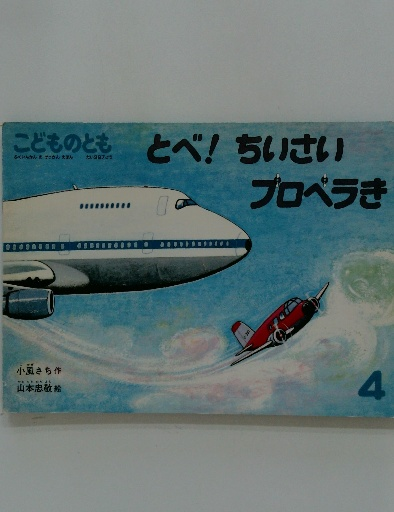 こどものとも
とべ! ちいさい
プロペラき
小風さち作
山本忠敬絵
4